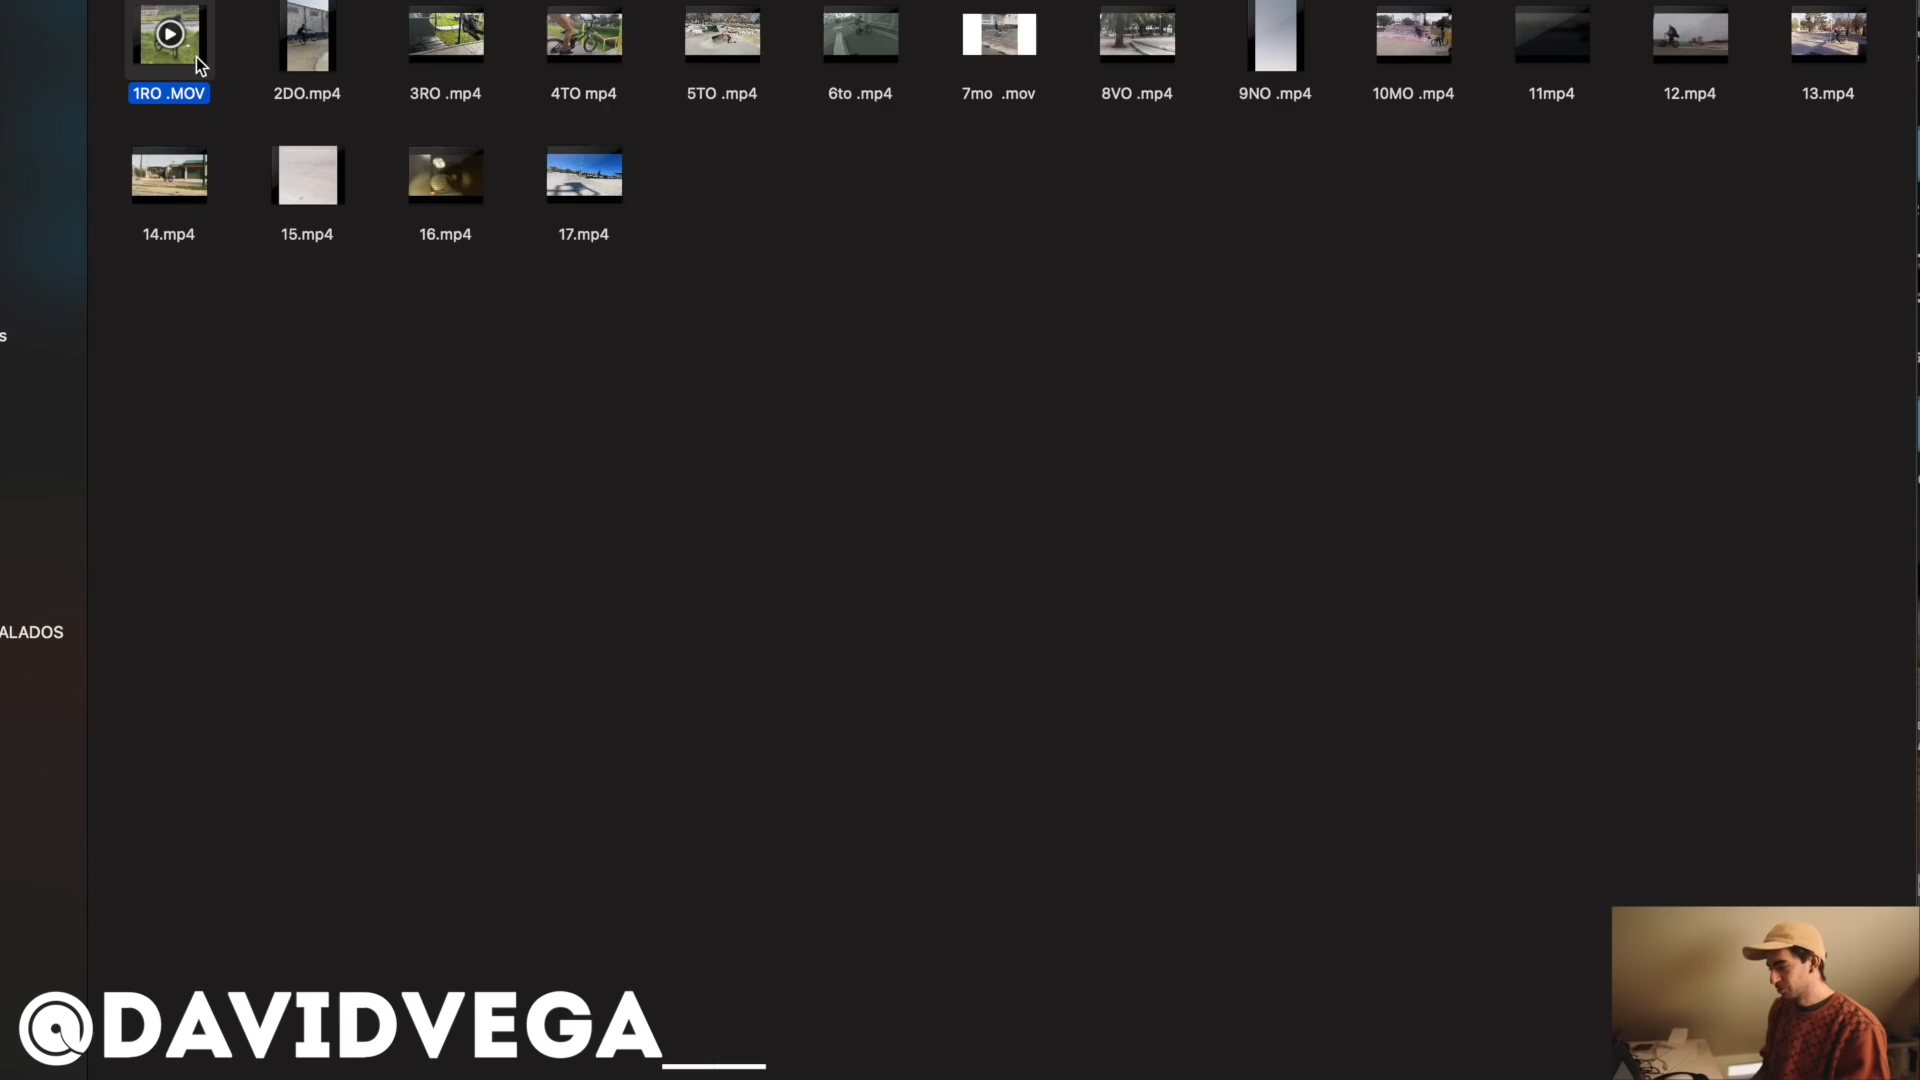 1RO .MOV
2DO.mp4
3RO .mp4
4TO mp4
5TO .mp4
6to .mp4
7mo .mov
8VO .mp4
9NO .mp4
10MO .mp4
11mp4
12.mp4
13.mp4
14.mp4
15.mp4
16.mp4
17.mp4
s
ALADOS
@DAVIDVEGA__